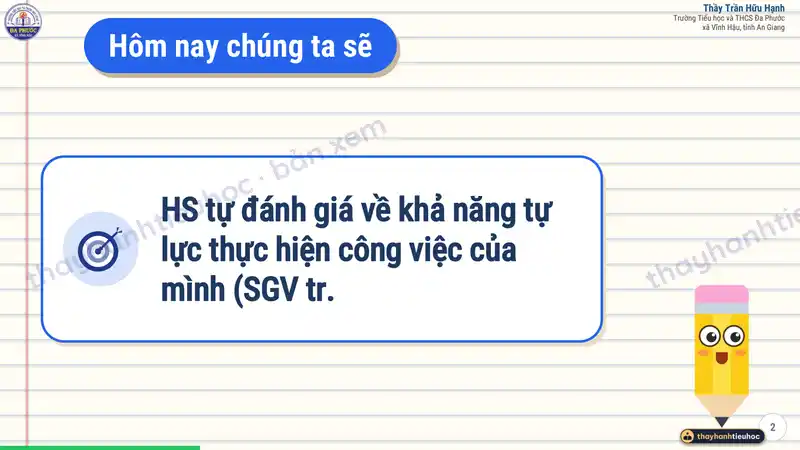 Thầy Trần Hữu Hạnh
Trường Tiểu học và THCS Đa Phước
xã Vĩnh Hậu, tỉnh An Giang
ĐA PHƯỚC
Hôm nay chúng ta sẽ
HS tự đánh giá về khả năng tự
lực thực hiện công việc của
mình (SGV tr.
thayhanhtieuhoc · bản xem
thayhanhtie
thayhanhtieuhoc
2